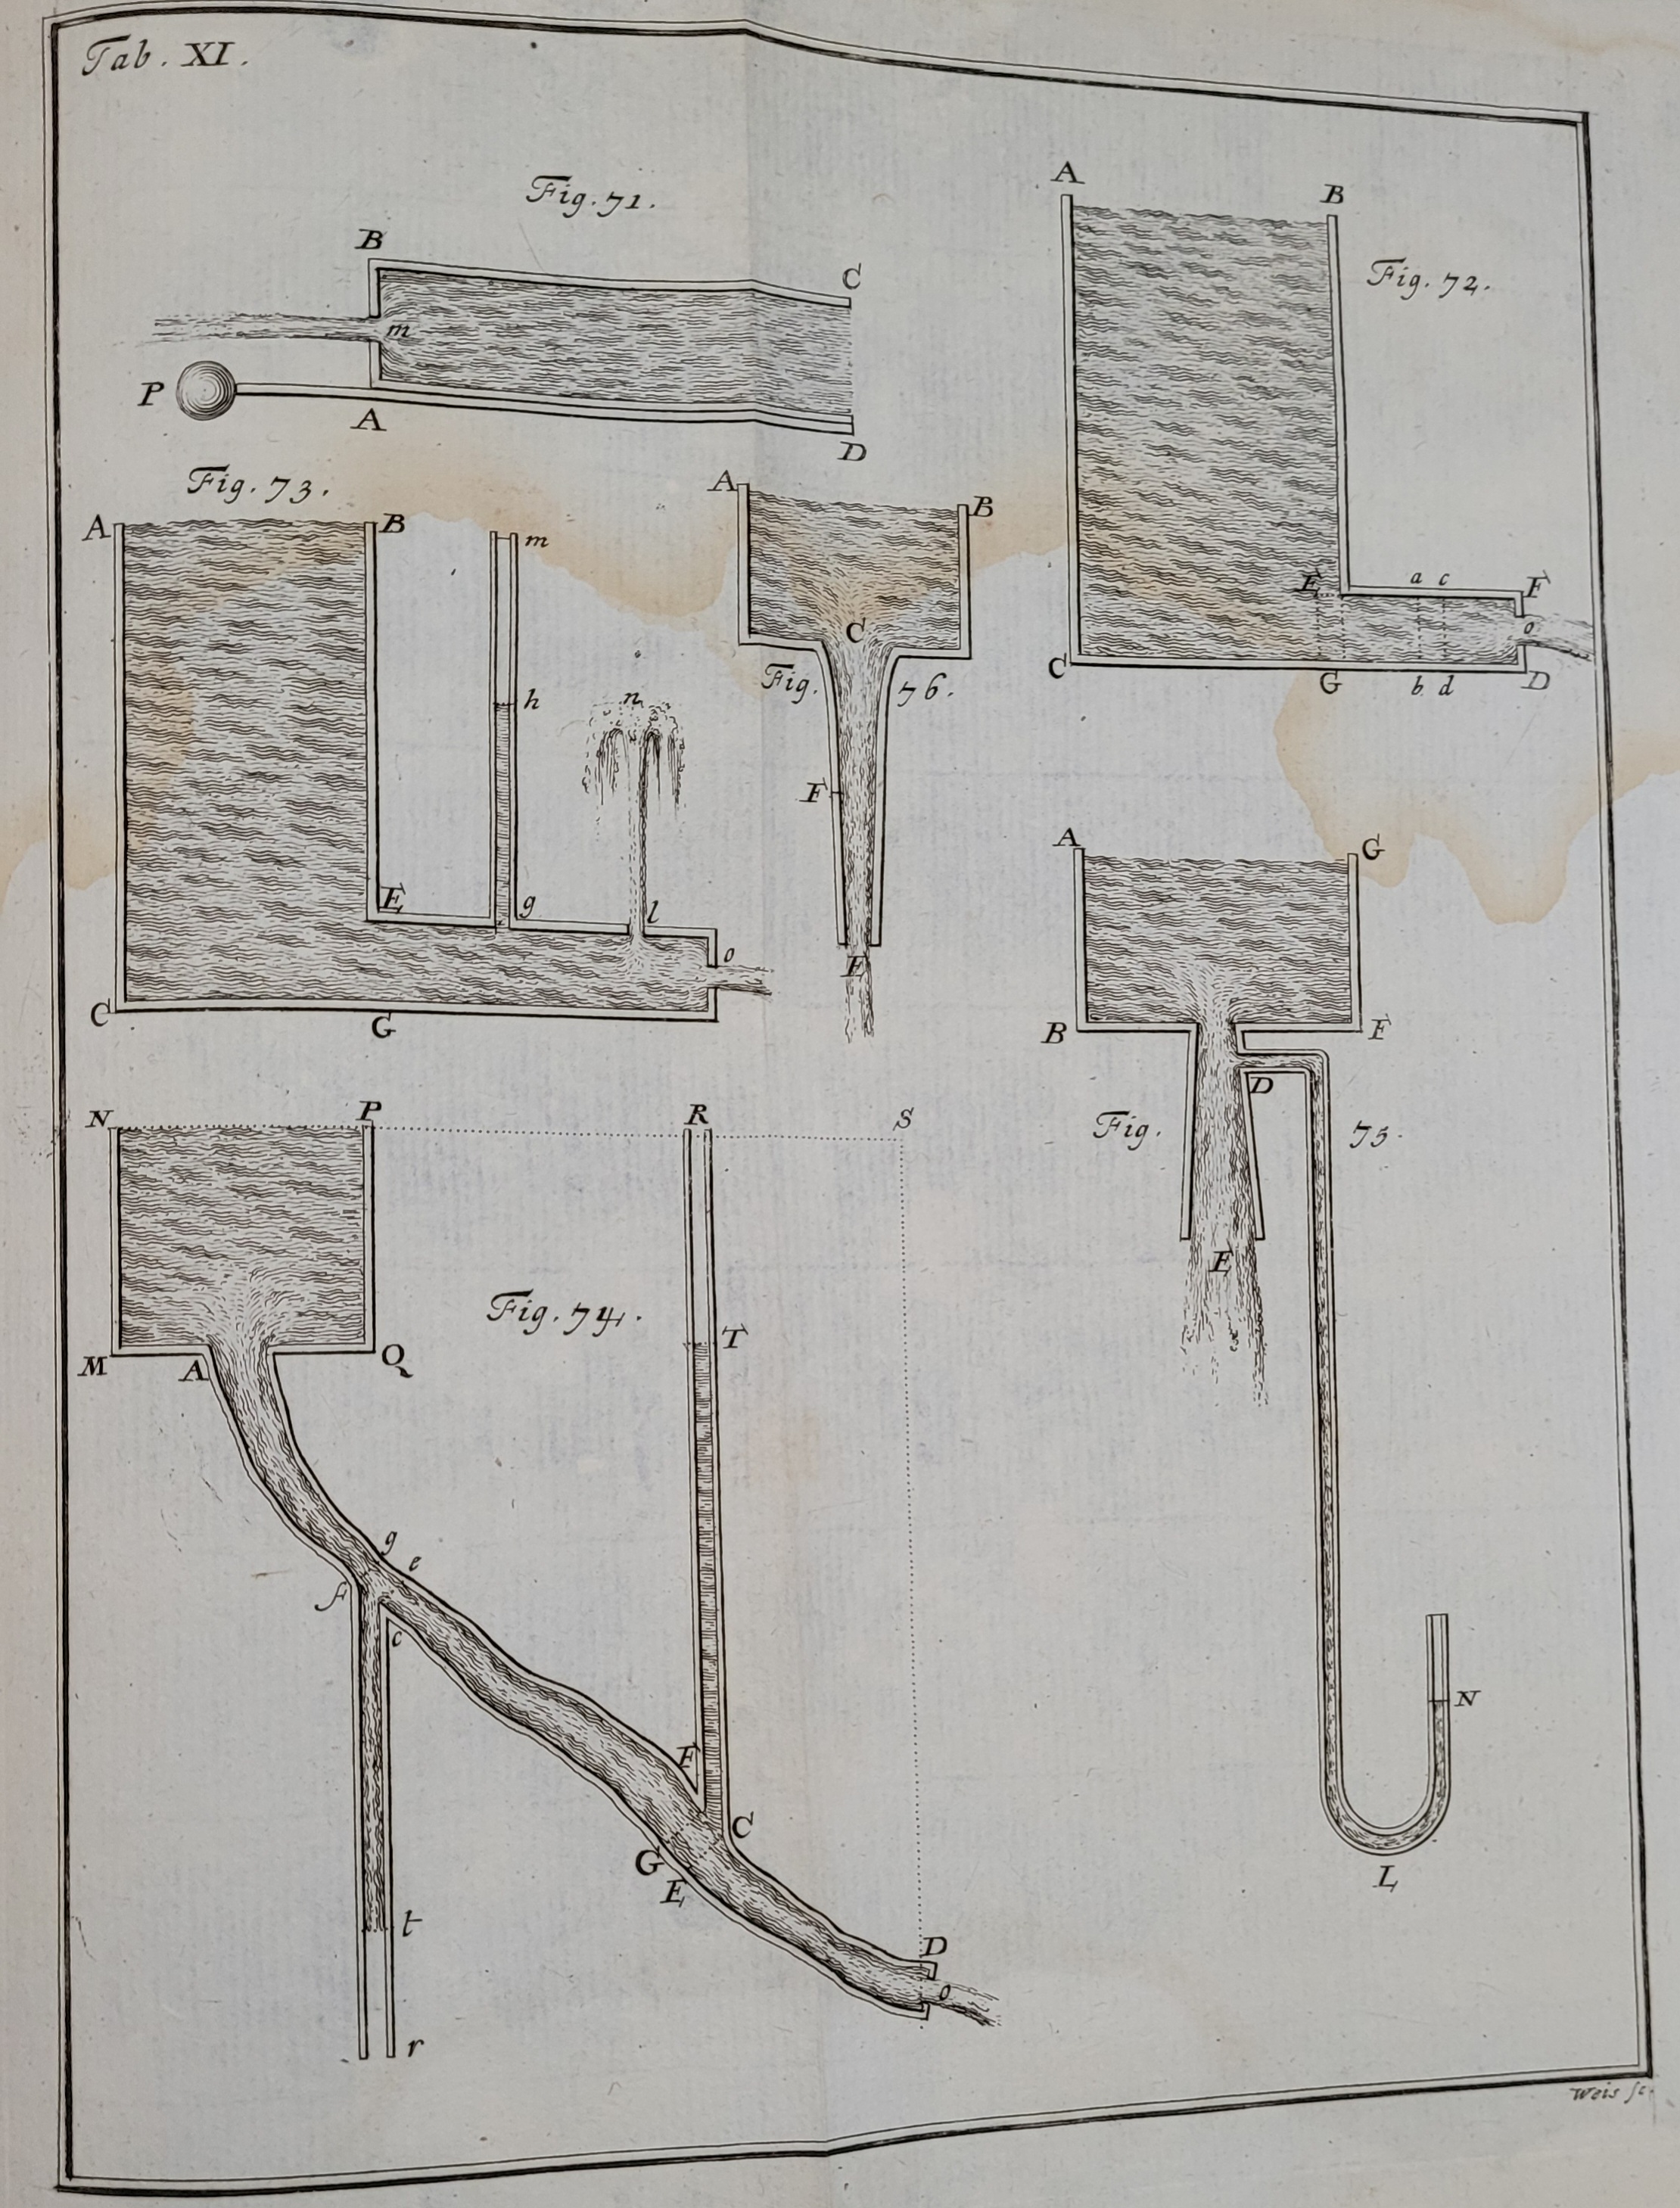 Tab. XI.
Fig. 71.
B
C
m
P
A
D
A
B
Fig. 72.
E
a
c
F
o
C
G
b
d
D
Fig. 73.
A
B
m
h
n
E
g
l
o
C
G
A
B
C
Fig. 76.
F
E
A
G
B
F
D
Fig. 75.
E
N
L
N
P
R
S
Fig. 74.
T
M
A
Q
g
e
f
c
F
C
G
E
t
D
o
r
Weis sc.